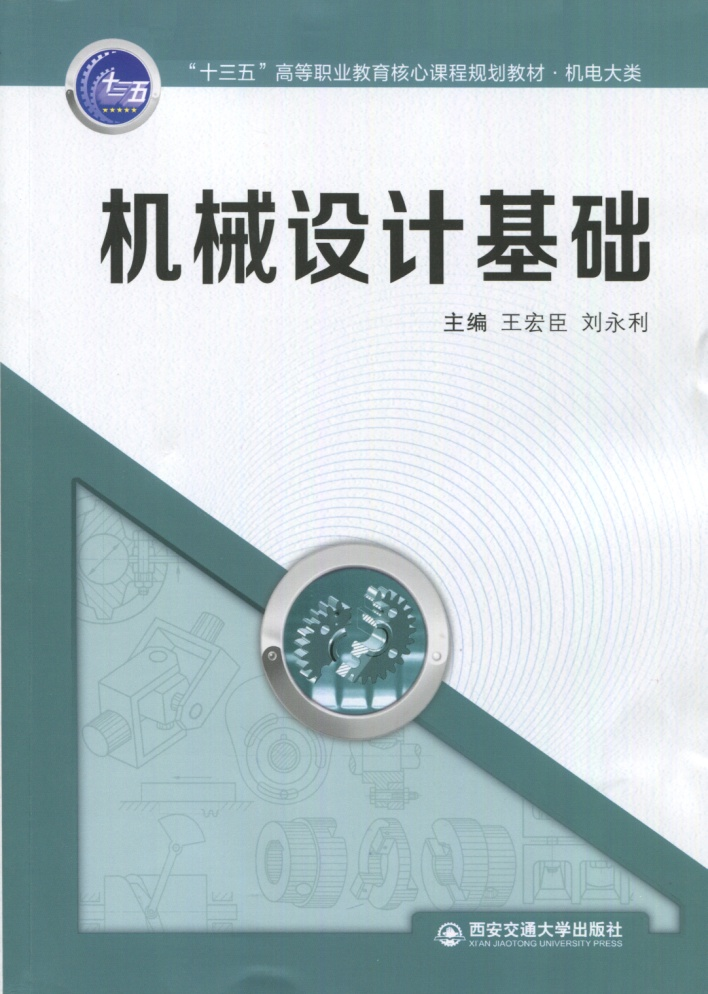 十三五
“十三五”高等职业教育核心课程规划教材·机电大类
机械设计基础
主编 王宏臣 刘永利
西安交通大学出版社
XI'AN JIAOTONG UNIVERSITY PRESS